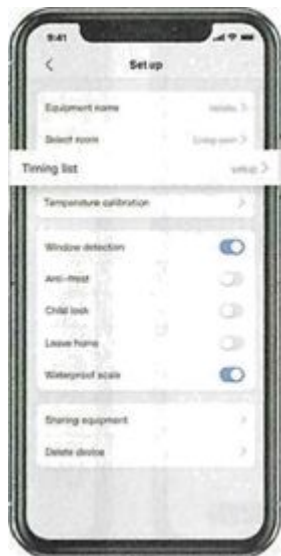 9:41
Set up
Equipment name
Select room
Timing list setup
Temperature calibration
Window detection
Anti-frost
Child lock
Leave home
Waterproof scale
Sharing equipment
Delete device